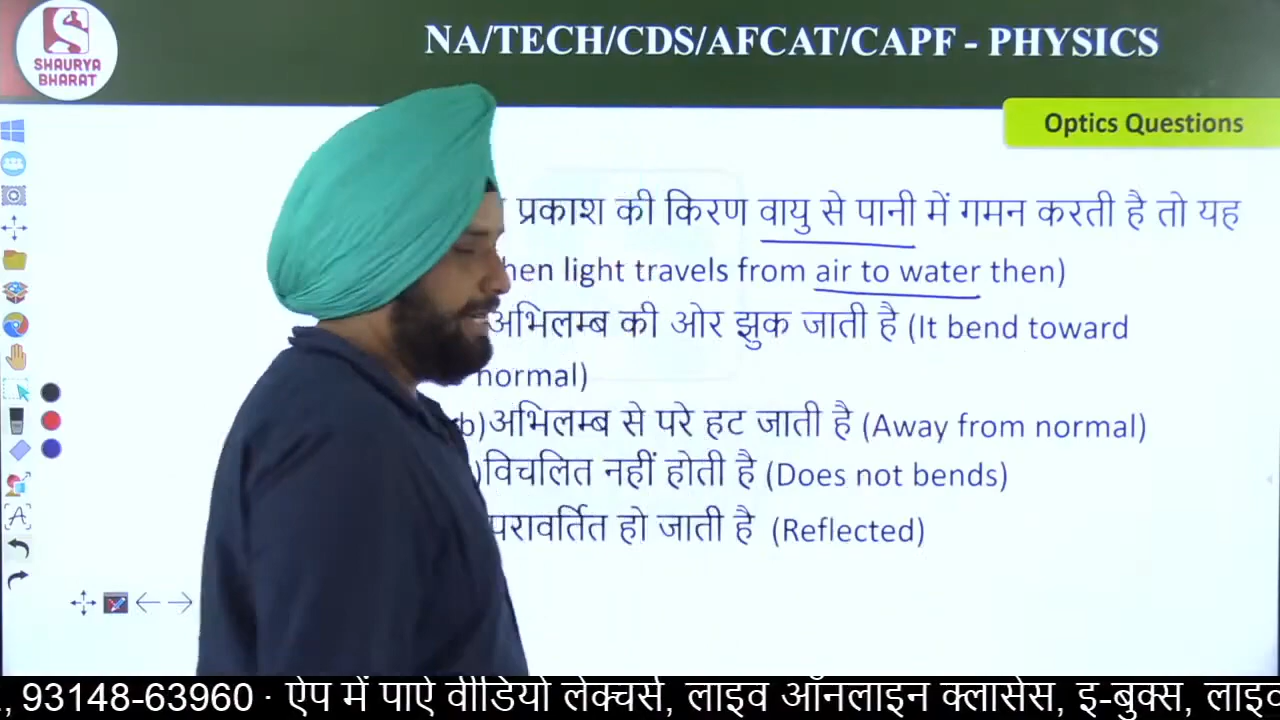 SHAURYA
BHARAT
NA/TECH/CDS/AFCAT/CAPF - PHYSICS
Optics Questions
प्रकाश की किरण वायु से पानी में गमन करती है तो यह
hen light travels from air to water then)
अभिलम्ब की ओर झुक जाती है (It bend toward
normal)
b)अभिलम्ब से परे हट जाती है (Away from normal)
)विचलित नहीं होती है (Does not bends)
परावर्तित हो जाती है (Reflected)
A
., 93148-63960 · ऐप में पाऐं वीडियो लेक्चर्स, लाइव ऑनलाइन क्लासेस, इ-बुक्स, लाइव